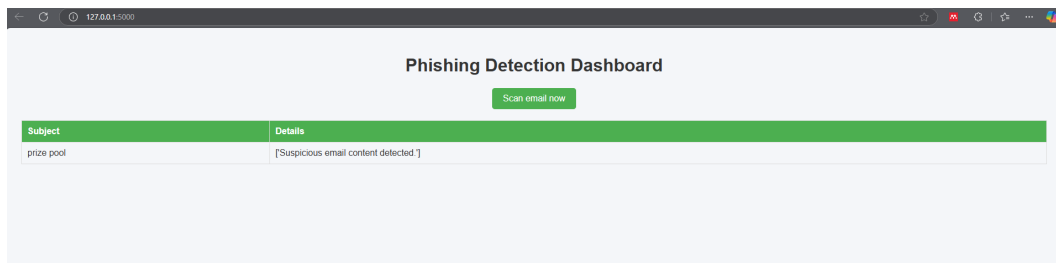 127.0.0.1:5000
Phishing Detection Dashboard
Scan email now
Subject Details
prize pool ['Suspicious email content detected.']